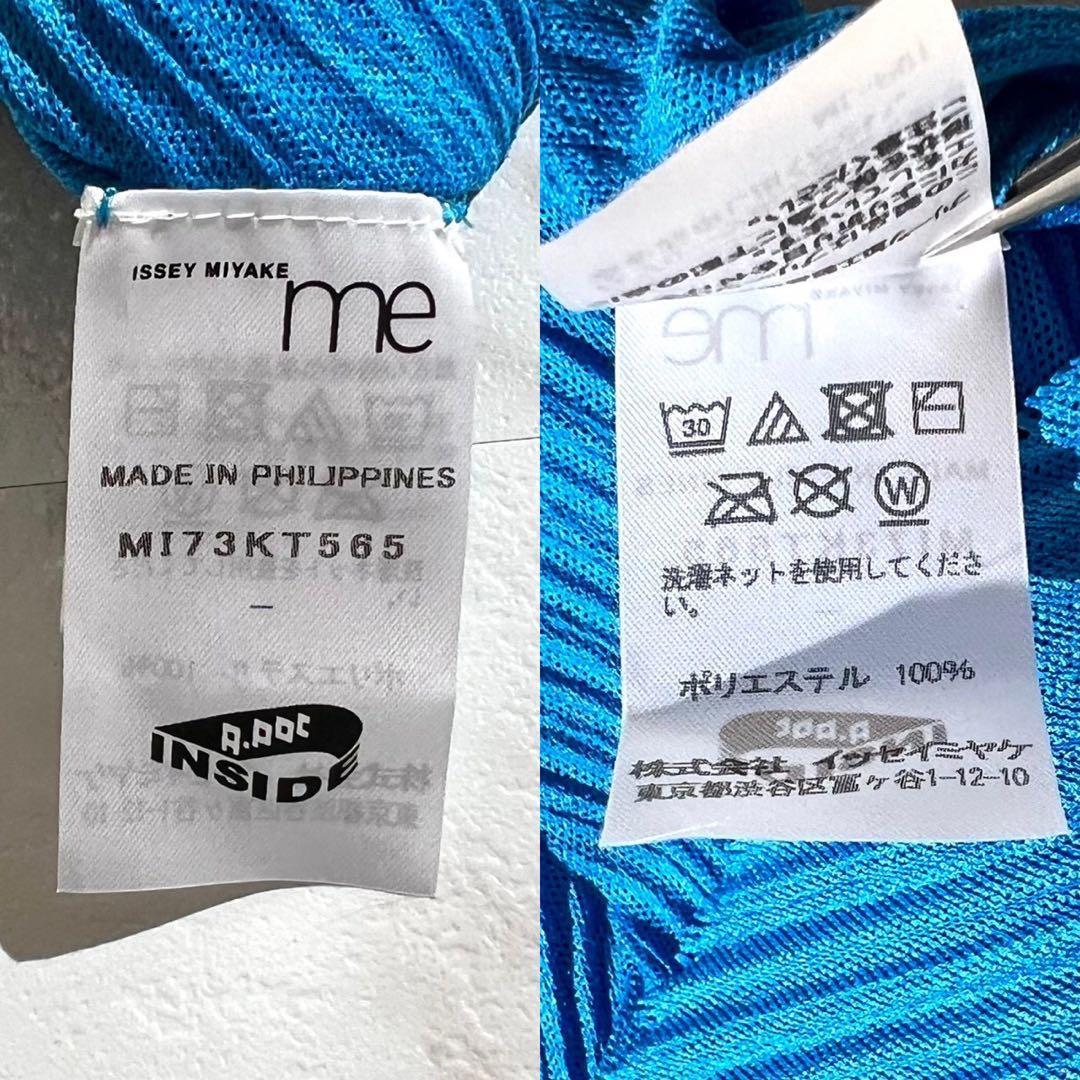 ISSEY MIYAKE
me
MADE IN PHILIPPINES
MI73KT565
–
A.POC
INSIDE
30
W
洗濯ネットを使用してくださ
い。
ポリエステル 100%
株式会社 イッセイミヤケ
東京都渋谷区富ヶ谷1-12-10